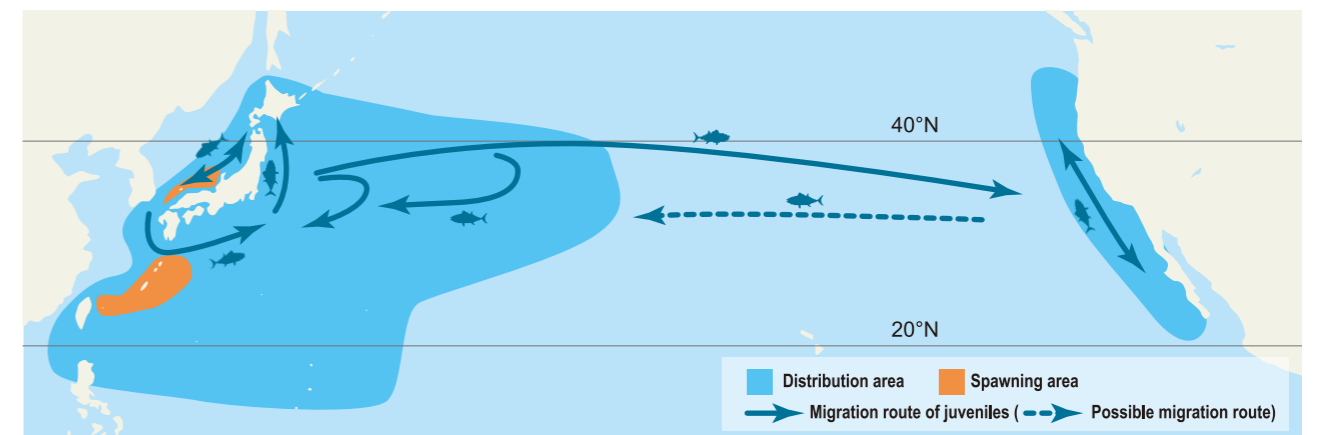 40°N
20°N
Distribution area Spawning area
Migration route of juveniles ( Possible migration route)